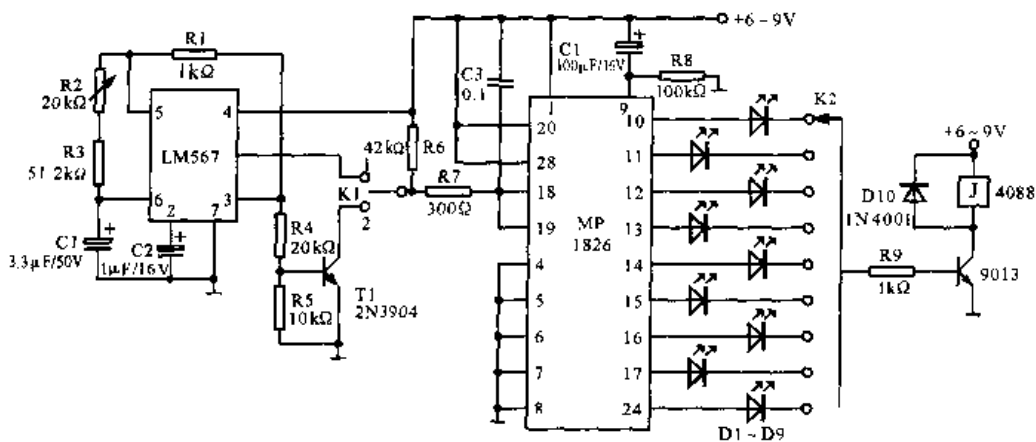 +6~9V
R1
1kΩ
R2
20kΩ
R3
51 2kΩ
C1
3.3μF/50V
C2
1μF/16V
LM567
5
4
6
3
2
7
R4
20kΩ
R5
10kΩ
T1
2N3904
1
K1
2
42kΩ
R6
R7
300Ω
C3
0.1
C1
100μF/16V
R8
100kΩ
MP
1826
1
9
20
28
18
19
4
5
6
7
8
10
11
12
13
14
15
16
17
24
D1~D9
K2
+6~9V
D10
1N4001
J
4088
R9
1kΩ
9013